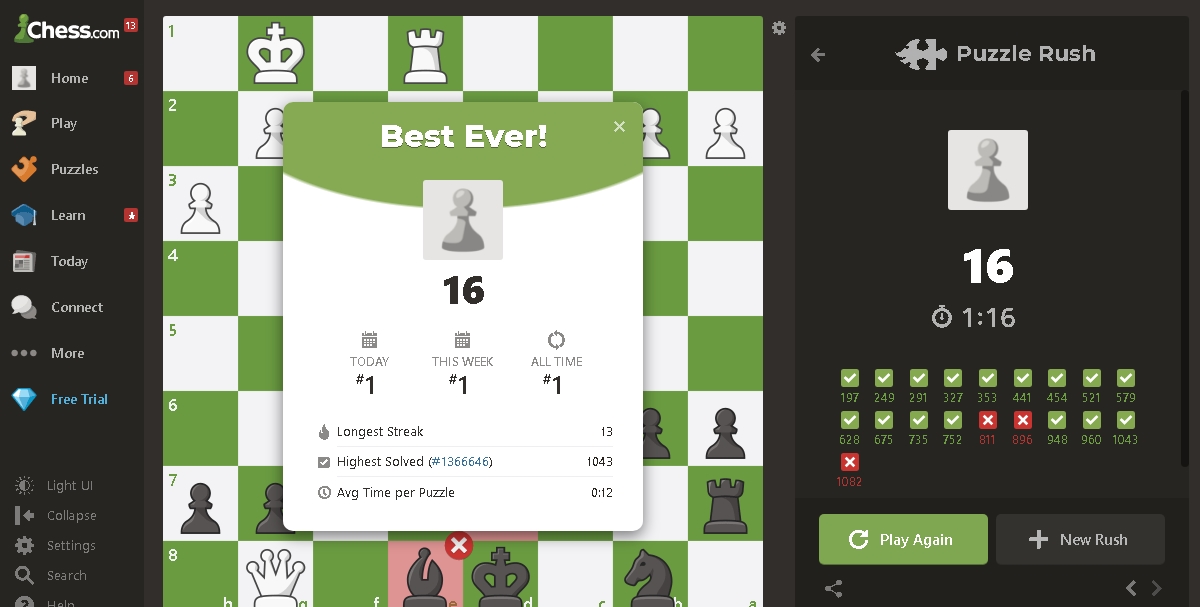 Chess.com 13
Home 6
Play
Puzzles
Learn
Today
Connect
More
Free Trial
Light UI
Collapse
Settings
Search
Help
1
2
3
4
5
6
7
8
h g f e d c b a
Best Ever!
×
16
TODAY THIS WEEK ALL TIME
#1 #1 #1
Longest Streak 13
Highest Solved (#1366646) 1043
Avg Time per Puzzle 0:12
Puzzle Rush
16
1:16
197 249 291 327 353 441 454 521 579
628 675 735 752 811 896 948 960 1043
1082
Play Again
New Rush